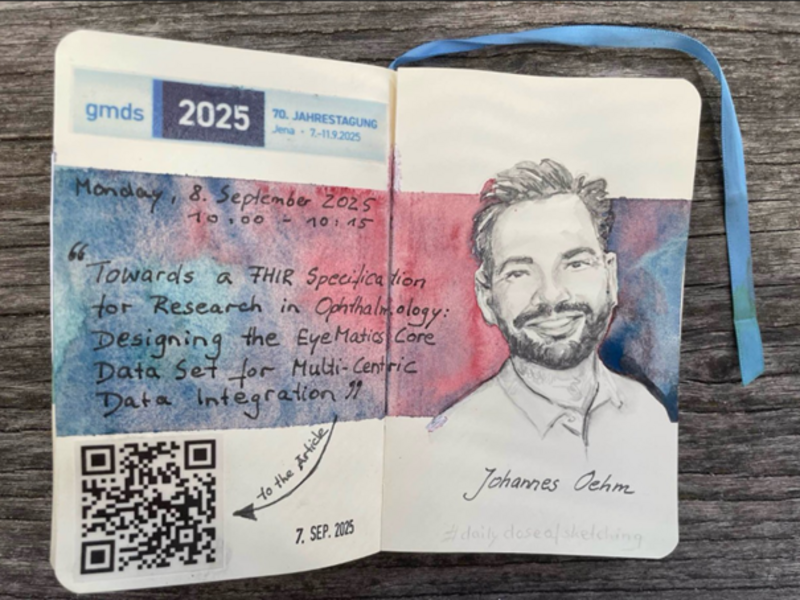 gmds 2025 70. JAHRESTAGUNG
Jena - 7.-11.9.2025
Monday, 8. September 2025
10:00 - 10:15
"Towards a FHIR Specification
for Research in Ophthalmology:
Designing the EyeMatics Core
Data Set for Multi-Centric
Data Integration"
to the Article
7. SEP. 2025
Johannes Oehm
#dailydoseofsketching